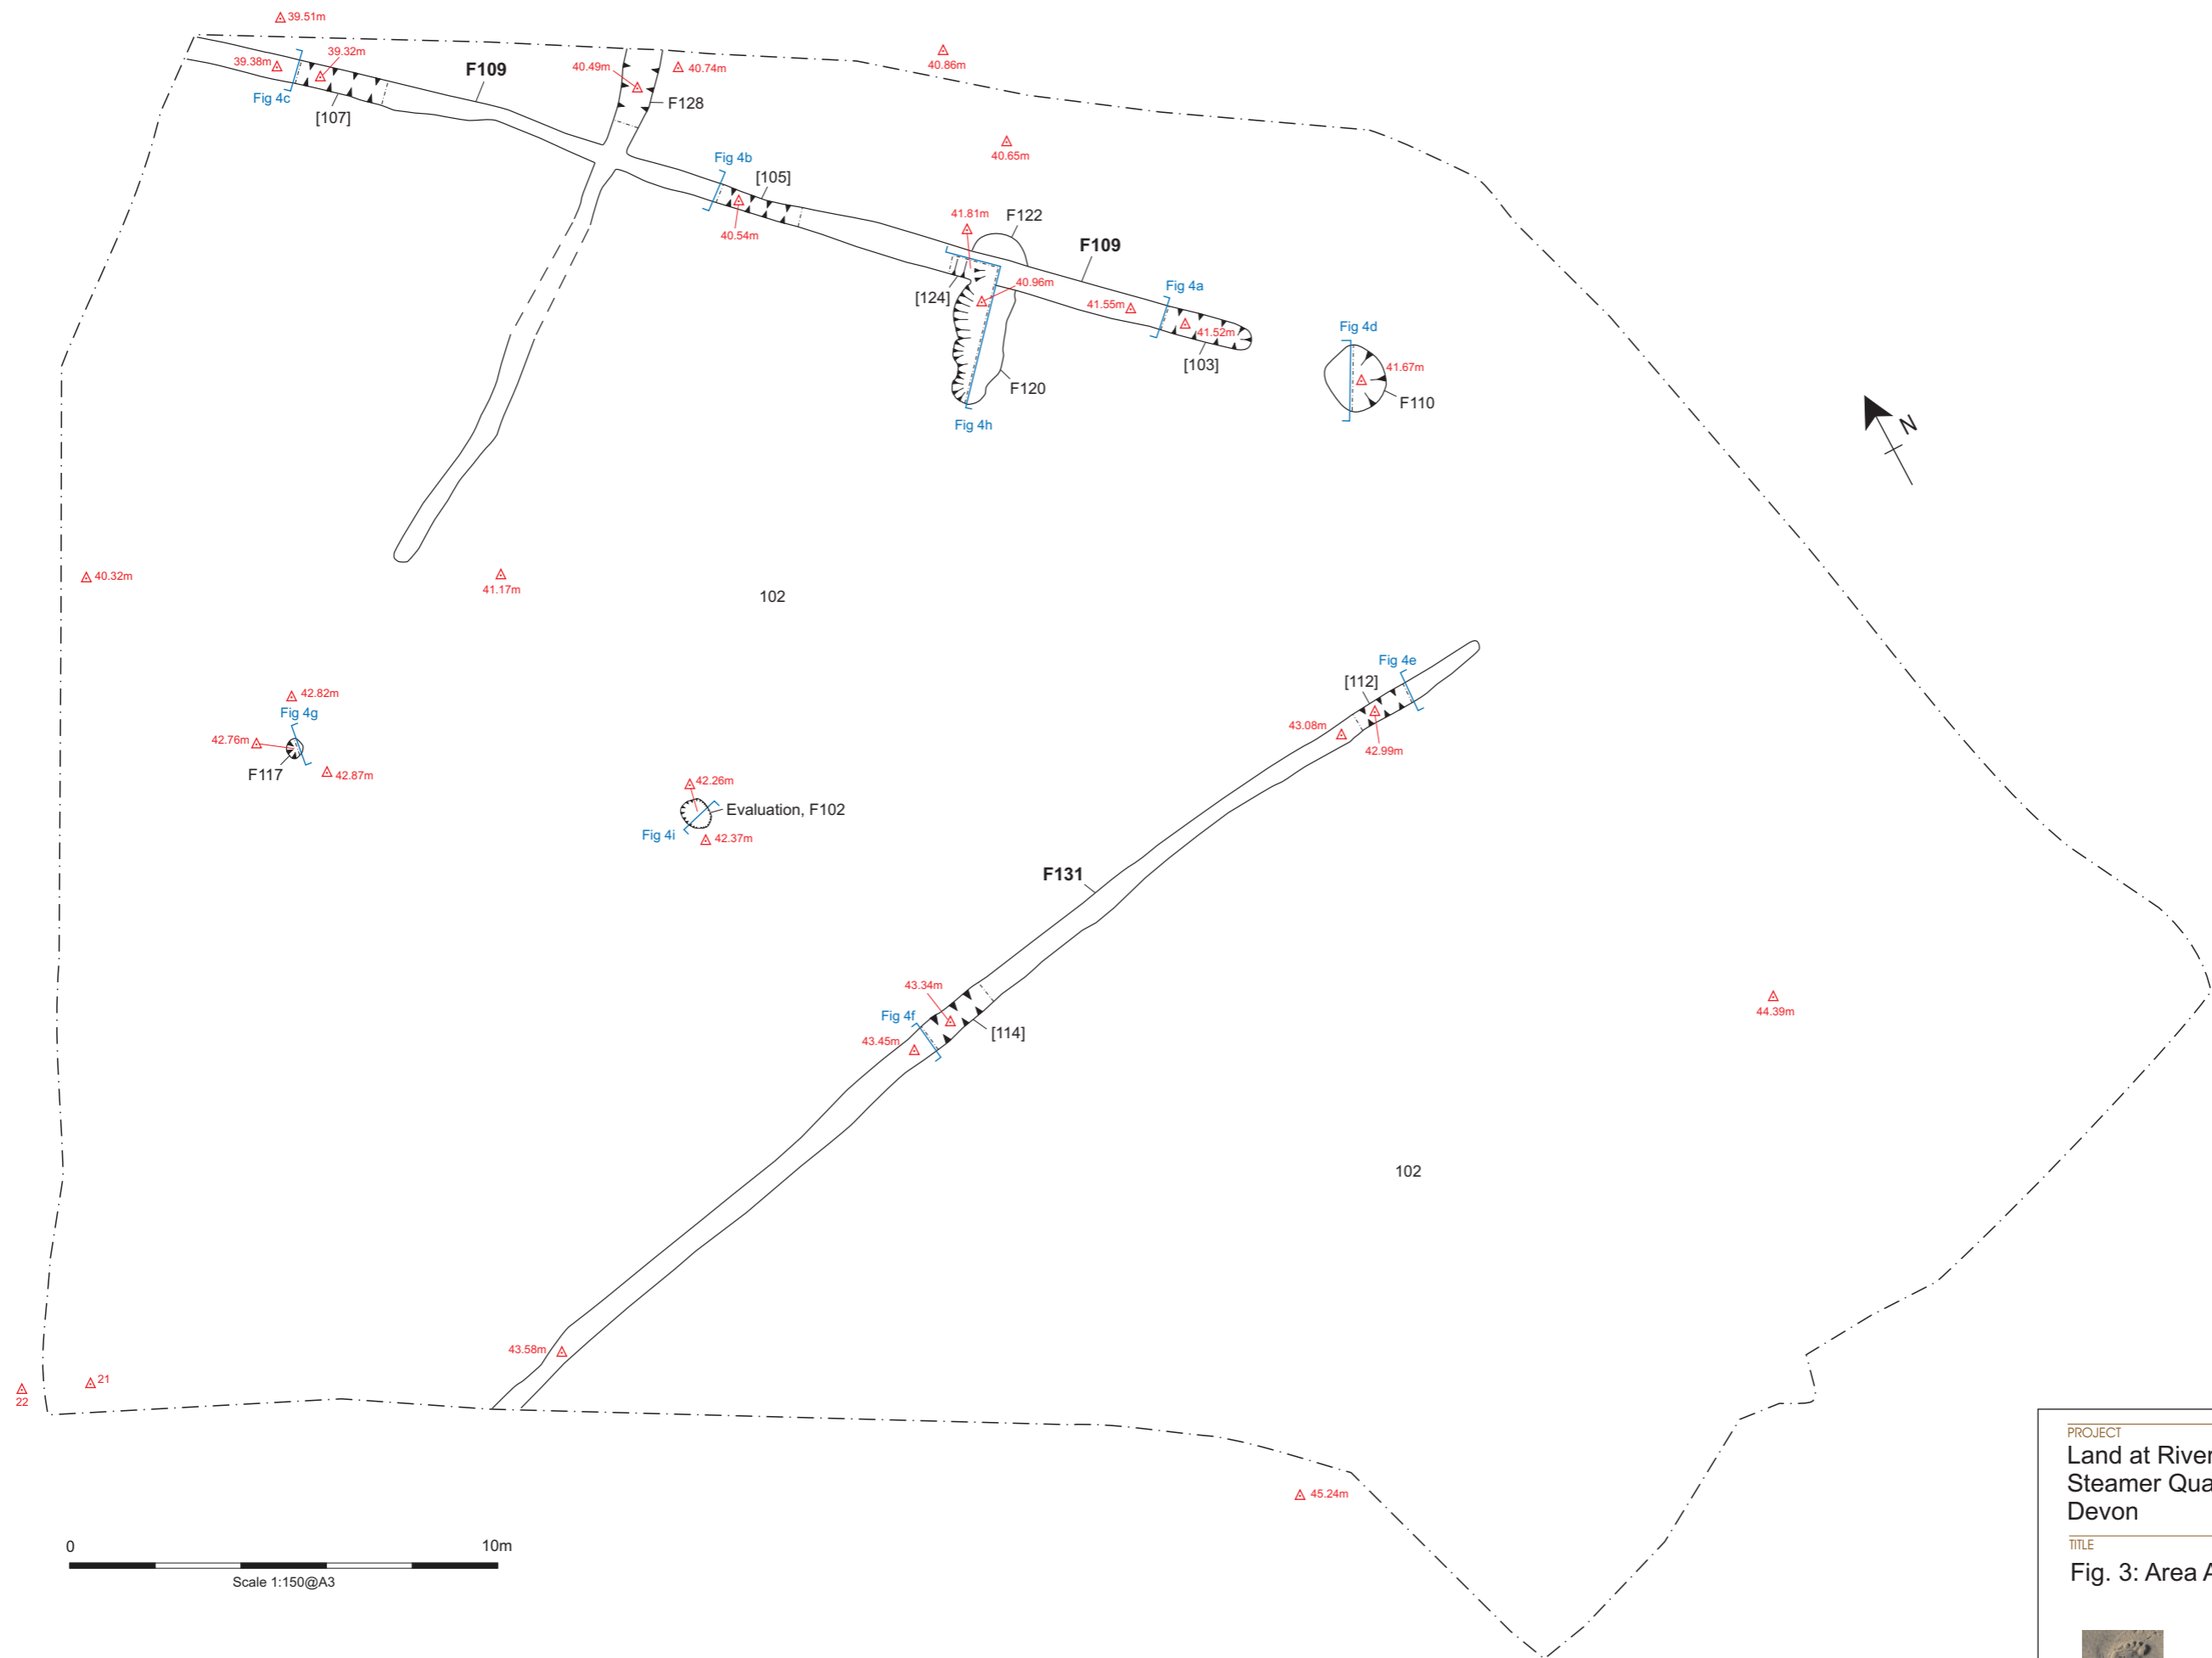 39.51m
39.38m
39.32m
Fig 4c
[107]
F109
40.49m
40.74m
F128
40.86m
40.65m
Fig 4b
[105]
40.54m
41.81m
F122
F109
[124]
40.96m
41.55m
Fig 4a
41.52m
[103]
F120
Fig 4h
Fig 4d
41.67m
F110
N
40.32m
41.17m
102
42.82m
Fig 4g
42.76m
F117
42.87m
42.26m
Evaluation, F102
Fig 4i
42.37m
Fig 4e
[112]
43.08m
42.99m
F131
43.34m
Fig 4f
43.45m
[114]
44.39m
102
43.58m
21
22
45.24m
0
10m
Scale 1:150@A3
PROJECT
Land at River
Steamer Qua
Devon
TITLE
Fig. 3: Area A